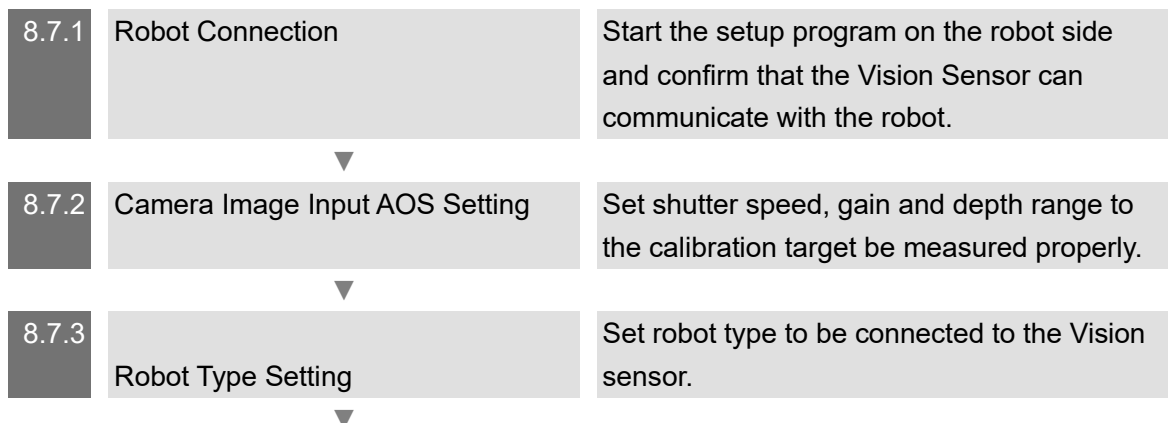 8.7.1 Robot Connection Start the setup program on the robot side
and confirm that the Vision Sensor can
communicate with the robot.
▼
8.7.2 Camera Image Input AOS Setting Set shutter speed, gain and depth range to
the calibration target be measured properly.
▼
8.7.3 Set robot type to be connected to the Vision
Robot Type Setting sensor.
▼